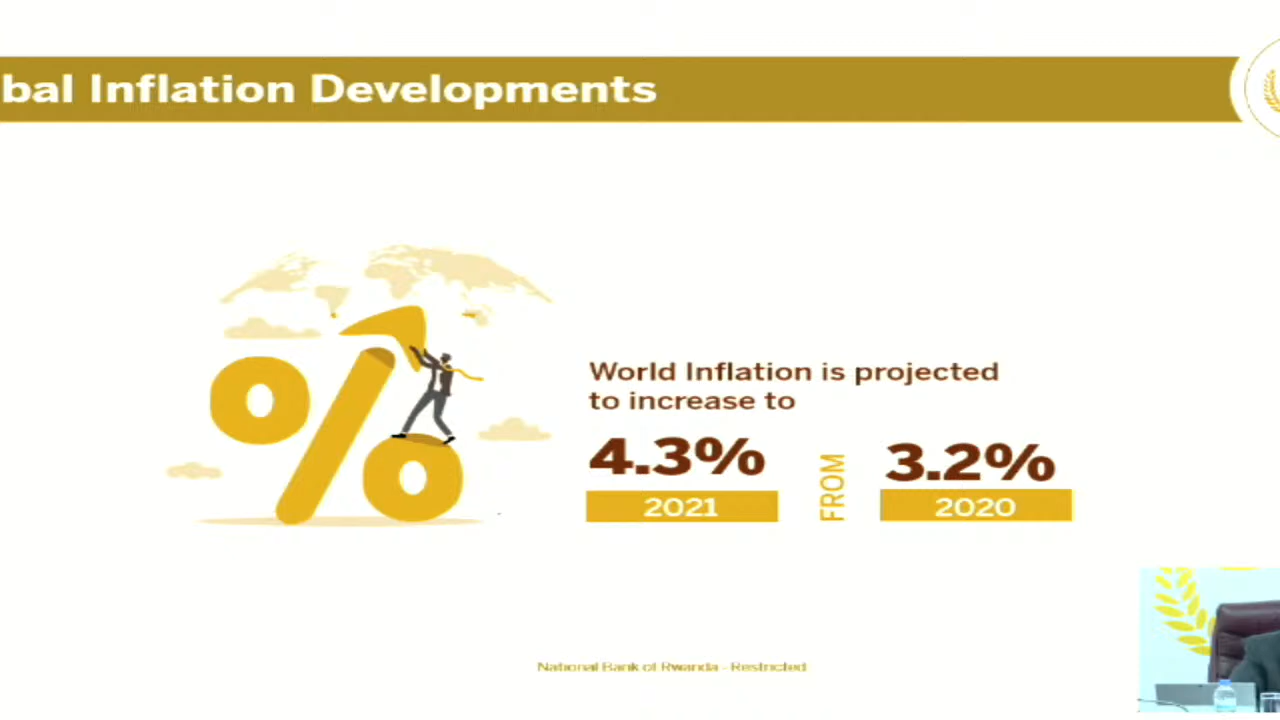 bal Inflation Developments
World Inflation is projected
to increase to
4.3%
2021
FROM
3.2%
2020
National Bank of Rwanda - Restricted